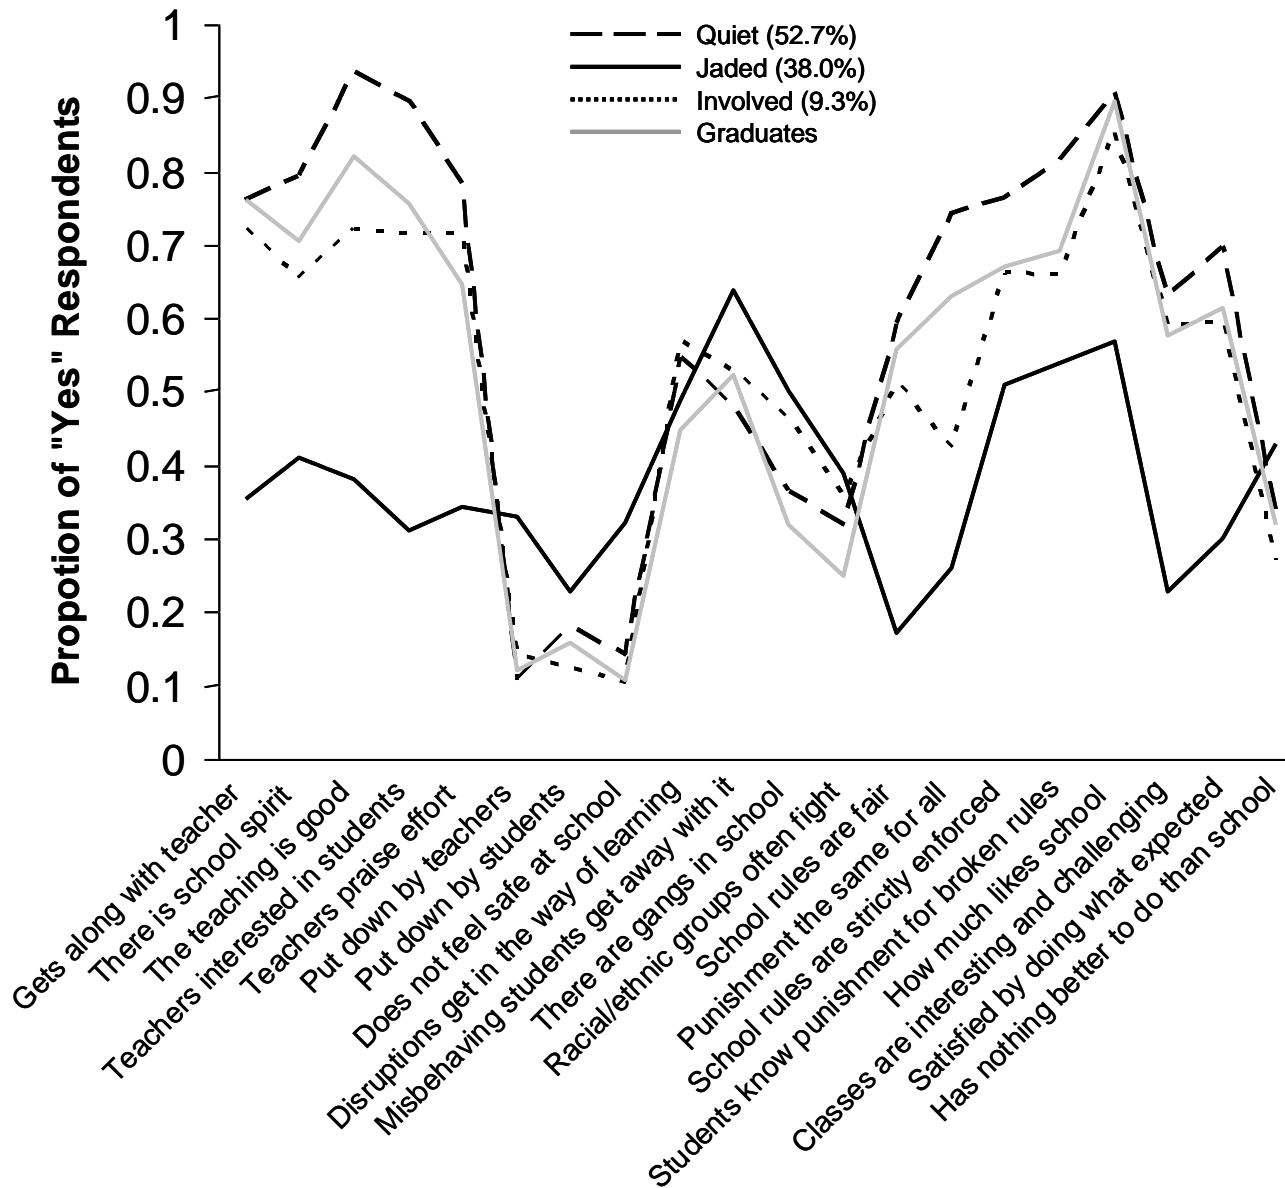 Quiet (52.7%)
Jaded (38.0%)
Involved (9.3%)
Graduates
Propotion of "Yes" Respondents
1
0.9
0.8
0.7
0.6
0.5
0.4
0.3
0.2
0.1
0
Gets along with teacher
There is school spirit
The teaching is good
Teachers interested in students
Teachers praise effort
Put down by teachers
Put down by students
Does not feel safe at school
Disruptions get in the way of learning
Misbehaving students get away with it
There are gangs in school
Racial/ethnic groups often fight
School rules are fair
Punishment the same for all
School rules are strictly enforced
Students know punishment for broken rules
How much likes school
Classes are interesting and challenging
Satisfied by doing what expected
Has nothing better to do than school